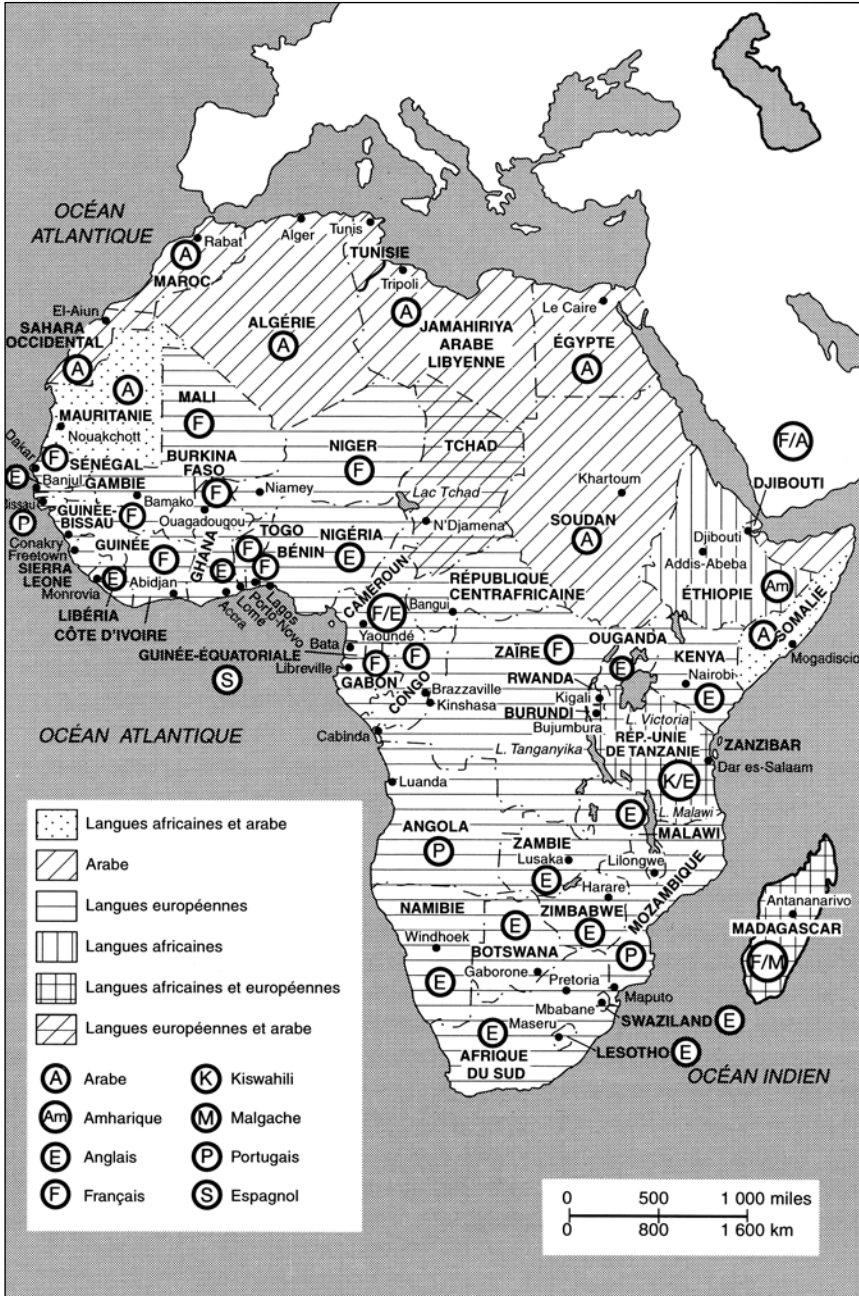 OCÉAN
ATLANTIQUE
Rabat
Alger
Tunis
A
MAROC
TUNISIE
Tripoli
El-Aiun
SAHARA
OCCIDENTAL
A
ALGÉRIE
A
A
JAMAHIRIYA
ARABE
LIBYENNE
Le Caire
ÉGYPTE
A
A
MAURITANIE
Nouakchott
MALI
F
Dakar
F
SÉNÉGAL
E
Banjul
GAMBIE
Bamako
BURKINA
FASO
F
Ouagadougou
NIGER
F
Niamey
TCHAD
Lac Tchad
N'Djamena
Khartoum
SOUDAN
A
F/A
DJIBOUTI
Djibouti
Addis-Abeba
ÉTHIOPIE
Am
A
SOMALIE
Mogadiscio
Bissau
P
GUINÉE-
BISSAU
F
GUINÉE
F
Conakry
Freetown
SIERRA
LEONE
Monrovia
E
Abidjan
LIBÉRIA
CÔTE D'IVOIRE
GHANA
E
Accra
TOGO
F
BÉNIN
F
Lomé
Porto-Novo
Lagos
NIGÉRIA
E
CAMEROUN
F/E
Yaoundé
RÉPUBLIQUE
CENTRAFRICAINE
Bangui
Bata
GUINÉE-ÉQUATORIALE
S
Libreville
F
GABON
F
CONGO
Brazzaville
Kinshasa
Cabinda
ZAÏRE
F
OUGANDA
E
KENYA
Nairobi
E
RWANDA
Kigali
BURUNDI
Bujumbura
L. Victoria
L. Tanganyika
RÉP.-UNIE
DE TANZANIE
K/E
ZANZIBAR
Dar es-Salaam
OCÉAN ATLANTIQUE
Luanda
ANGOLA
P
ZAMBIE
Lusaka
E
E
L. Malawi
MALAWI
Lilongwe
Harare
MOZAMBIQUE
P
NAMIBIE
Windhoek
E
E
BOTSWANA
Gaborone
ZIMBABWE
E
Pretoria
Maputo
Mbabane
SWAZILAND
E
E
Maseru
LESOTHO
E
AFRIQUE
DU SUD
Antananarivo
MADAGASCAR
F/M
OCÉAN INDIEN
Langues africaines et arabe
Arabe
Langues européennes
Langues africaines
Langues africaines et européennes
Langues européennes et arabe
A Arabe
K Kiswahili
Am Amharique
M Malgache
E Anglais
P Portugais
F Français
S Espagnol
0 500 1 000 miles
0 800 1 600 km